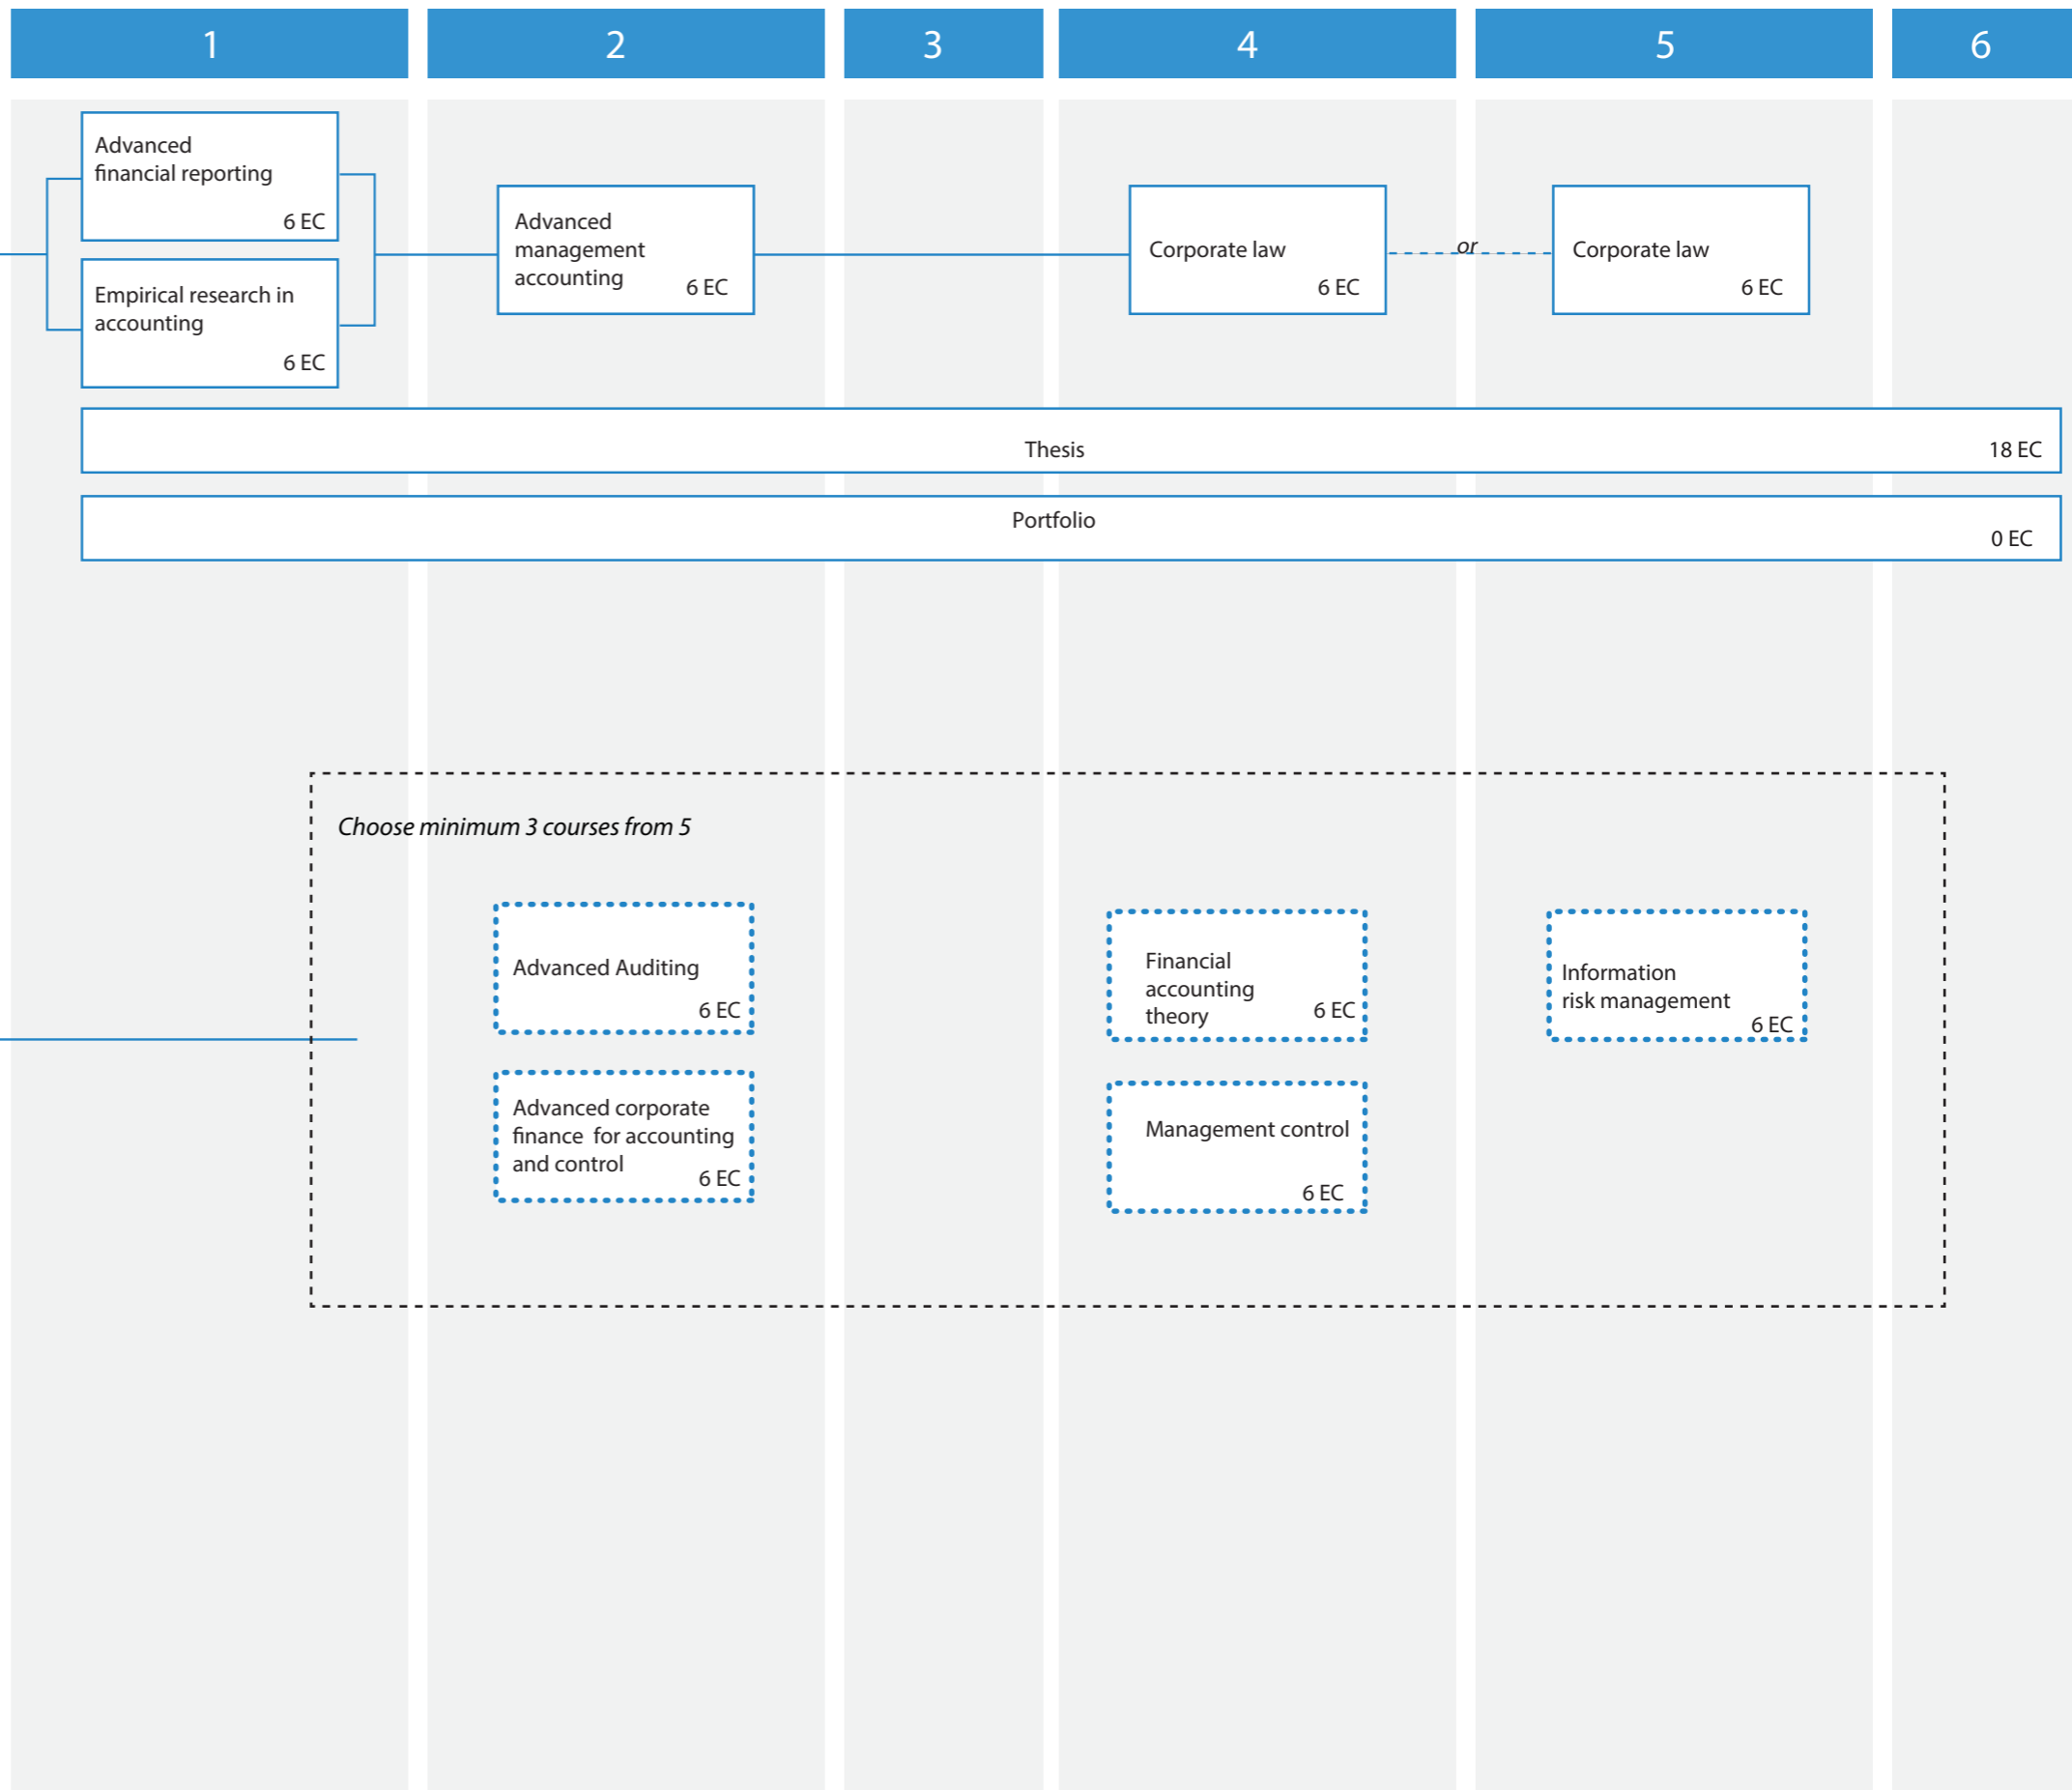 1 2 3 4 5 6
Advanced
financial reporting
6 EC
Empirical research in
accounting
6 EC
Advanced
management
accounting
6 EC
Corporate law
6 EC
or
Corporate law
6 EC
Thesis
18 EC
Portfolio
0 EC
Choose minimum 3 courses from 5
Advanced Auditing
6 EC
Advanced corporate
finance for accounting
and control
6 EC
Financial
accounting
theory
6 EC
Management control
6 EC
Information
risk management
6 EC